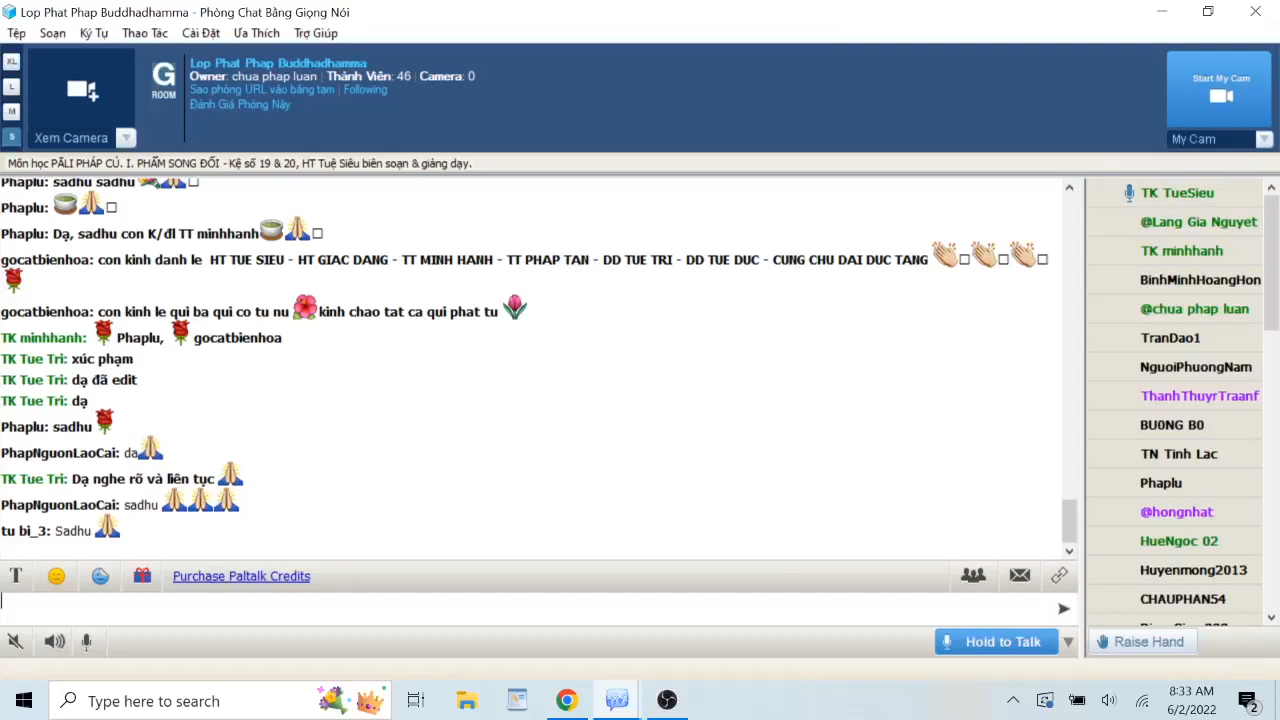 Lop Phat Phap Buddhadhamma - Phòng Chat Bằng Giọng Nói
Tệp Soạn Ký Tự Thao Tác Cài Đặt Ưa Thích Trợ Giúp
XL
L
M
S
Xem Camera
G
ROOM
Lop Phat Phap Buddhadhamma
Owner: chua phap luan | Thành Viên: 46 | Camera: 0
Sao phòng URL vào bảng tạm | Following
Đánh Giá Phòng Này
Start My Cam
My Cam
Môn học PĀLI PHÁP CÚ. I. PHẨM SONG ĐỐI - Kệ số 19 & 20, HT Tuệ Siêu biên soạn & giảng dạy.
Phaplu: sadhu sadhu
Phaplu:
Phaplu: Dạ, sadhu con K/đl TT minhhanh
gocatbienhoa: con kinh danh le HT TUE SIEU - HT GIAC DANG - TT MINH HANH - TT PHAP TAN - DD TUE TRI - DD TUE DUC - CUNG CHU DAI DUC TANG
gocatbienhoa: con kinh le qui ba qui co tu nu kinh chao tat ca qui phat tu
TK minhhanh: Phaplu, gocatbienhoa
TK Tue Tri: xúc phạm
TK Tue Tri: dạ đã edit
TK Tue Tri: dạ
Phaplu: sadhu
PhapNguonLaoCai: da
TK Tue Tri: Dạ nghe rõ và liên tục
PhapNguonLaoCai: sadhu
tu bi_3: Sadhu
TK TueSieu
@Lang Gia Nguyet
TK minhhanh
BinhMinhHoangHon
@chua phap luan
TranDao1
NguoiPhuongNam
ThanhThuyrTraanf
BU0NG B0
TN Tinh Lac
Phaplu
@hongnhat
HueNgoc 02
Huyenmong2013
CHAUPHAN54
T
Purchase Paltalk Credits
Hold to Talk
Raise Hand
Type here to search
8:33 AM
6/2/2022
2